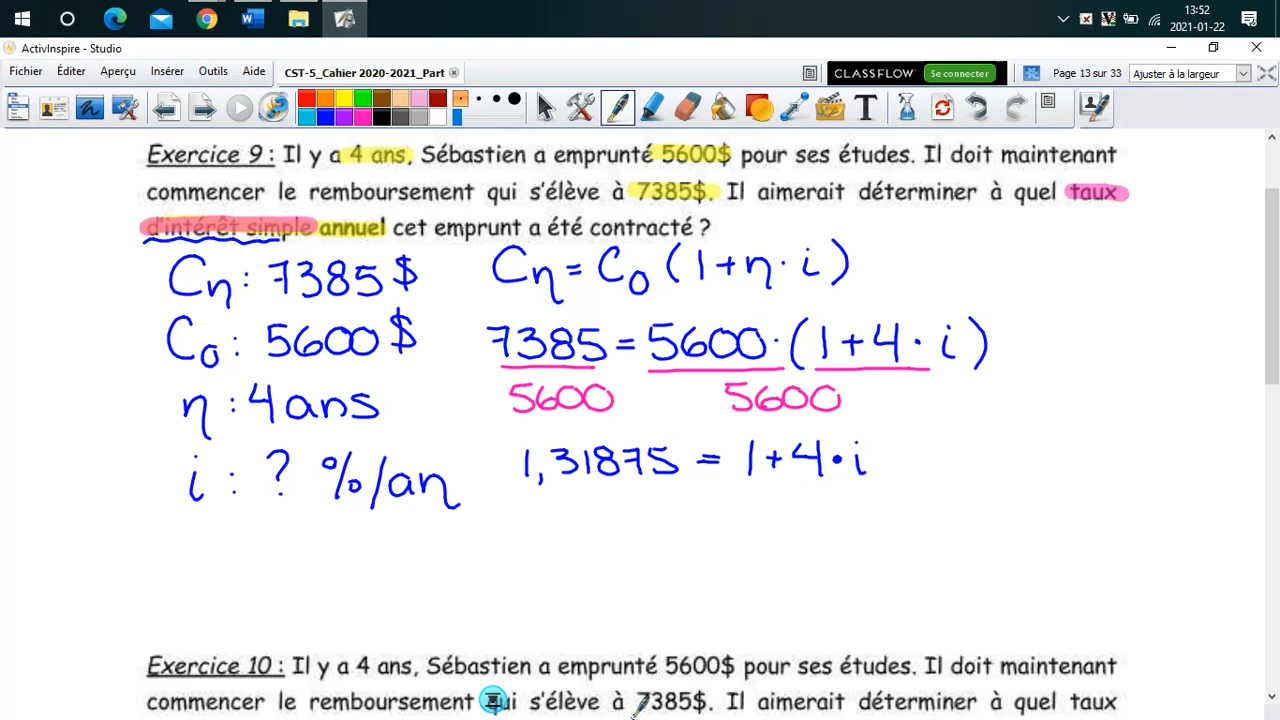 13:52
2021-01-22
ActivInspire - Studio
Fichier Éditer Aperçu Insérer Outils Aide CST-5_Cahier 2020-2021_Part CLASSFLOW Se connecter Page 13 sur 33 Ajuster à la largeur
Exercice 9 : Il y a 4 ans, Sébastien a emprunté 5600$ pour ses études. Il doit maintenant
commencer le remboursement qui s'élève à 7385$. Il aimerait déterminer à quel taux
d'intérêt simple annuel cet emprunt a été contracté ?
Cn : 7385 $
C0 : 5600 $
n : 4 ans
i : ? %/an
Cn = C0 (1 + n · i)
7385 = 5600 · (1 + 4 · i)
5600 5600
1,31875 = 1 + 4 • i
Exercice 10 : Il y a 4 ans, Sébastien a emprunté 5600$ pour ses études. Il doit maintenant
commencer le remboursement qui s'élève à 7385$. Il aimerait déterminer à quel taux